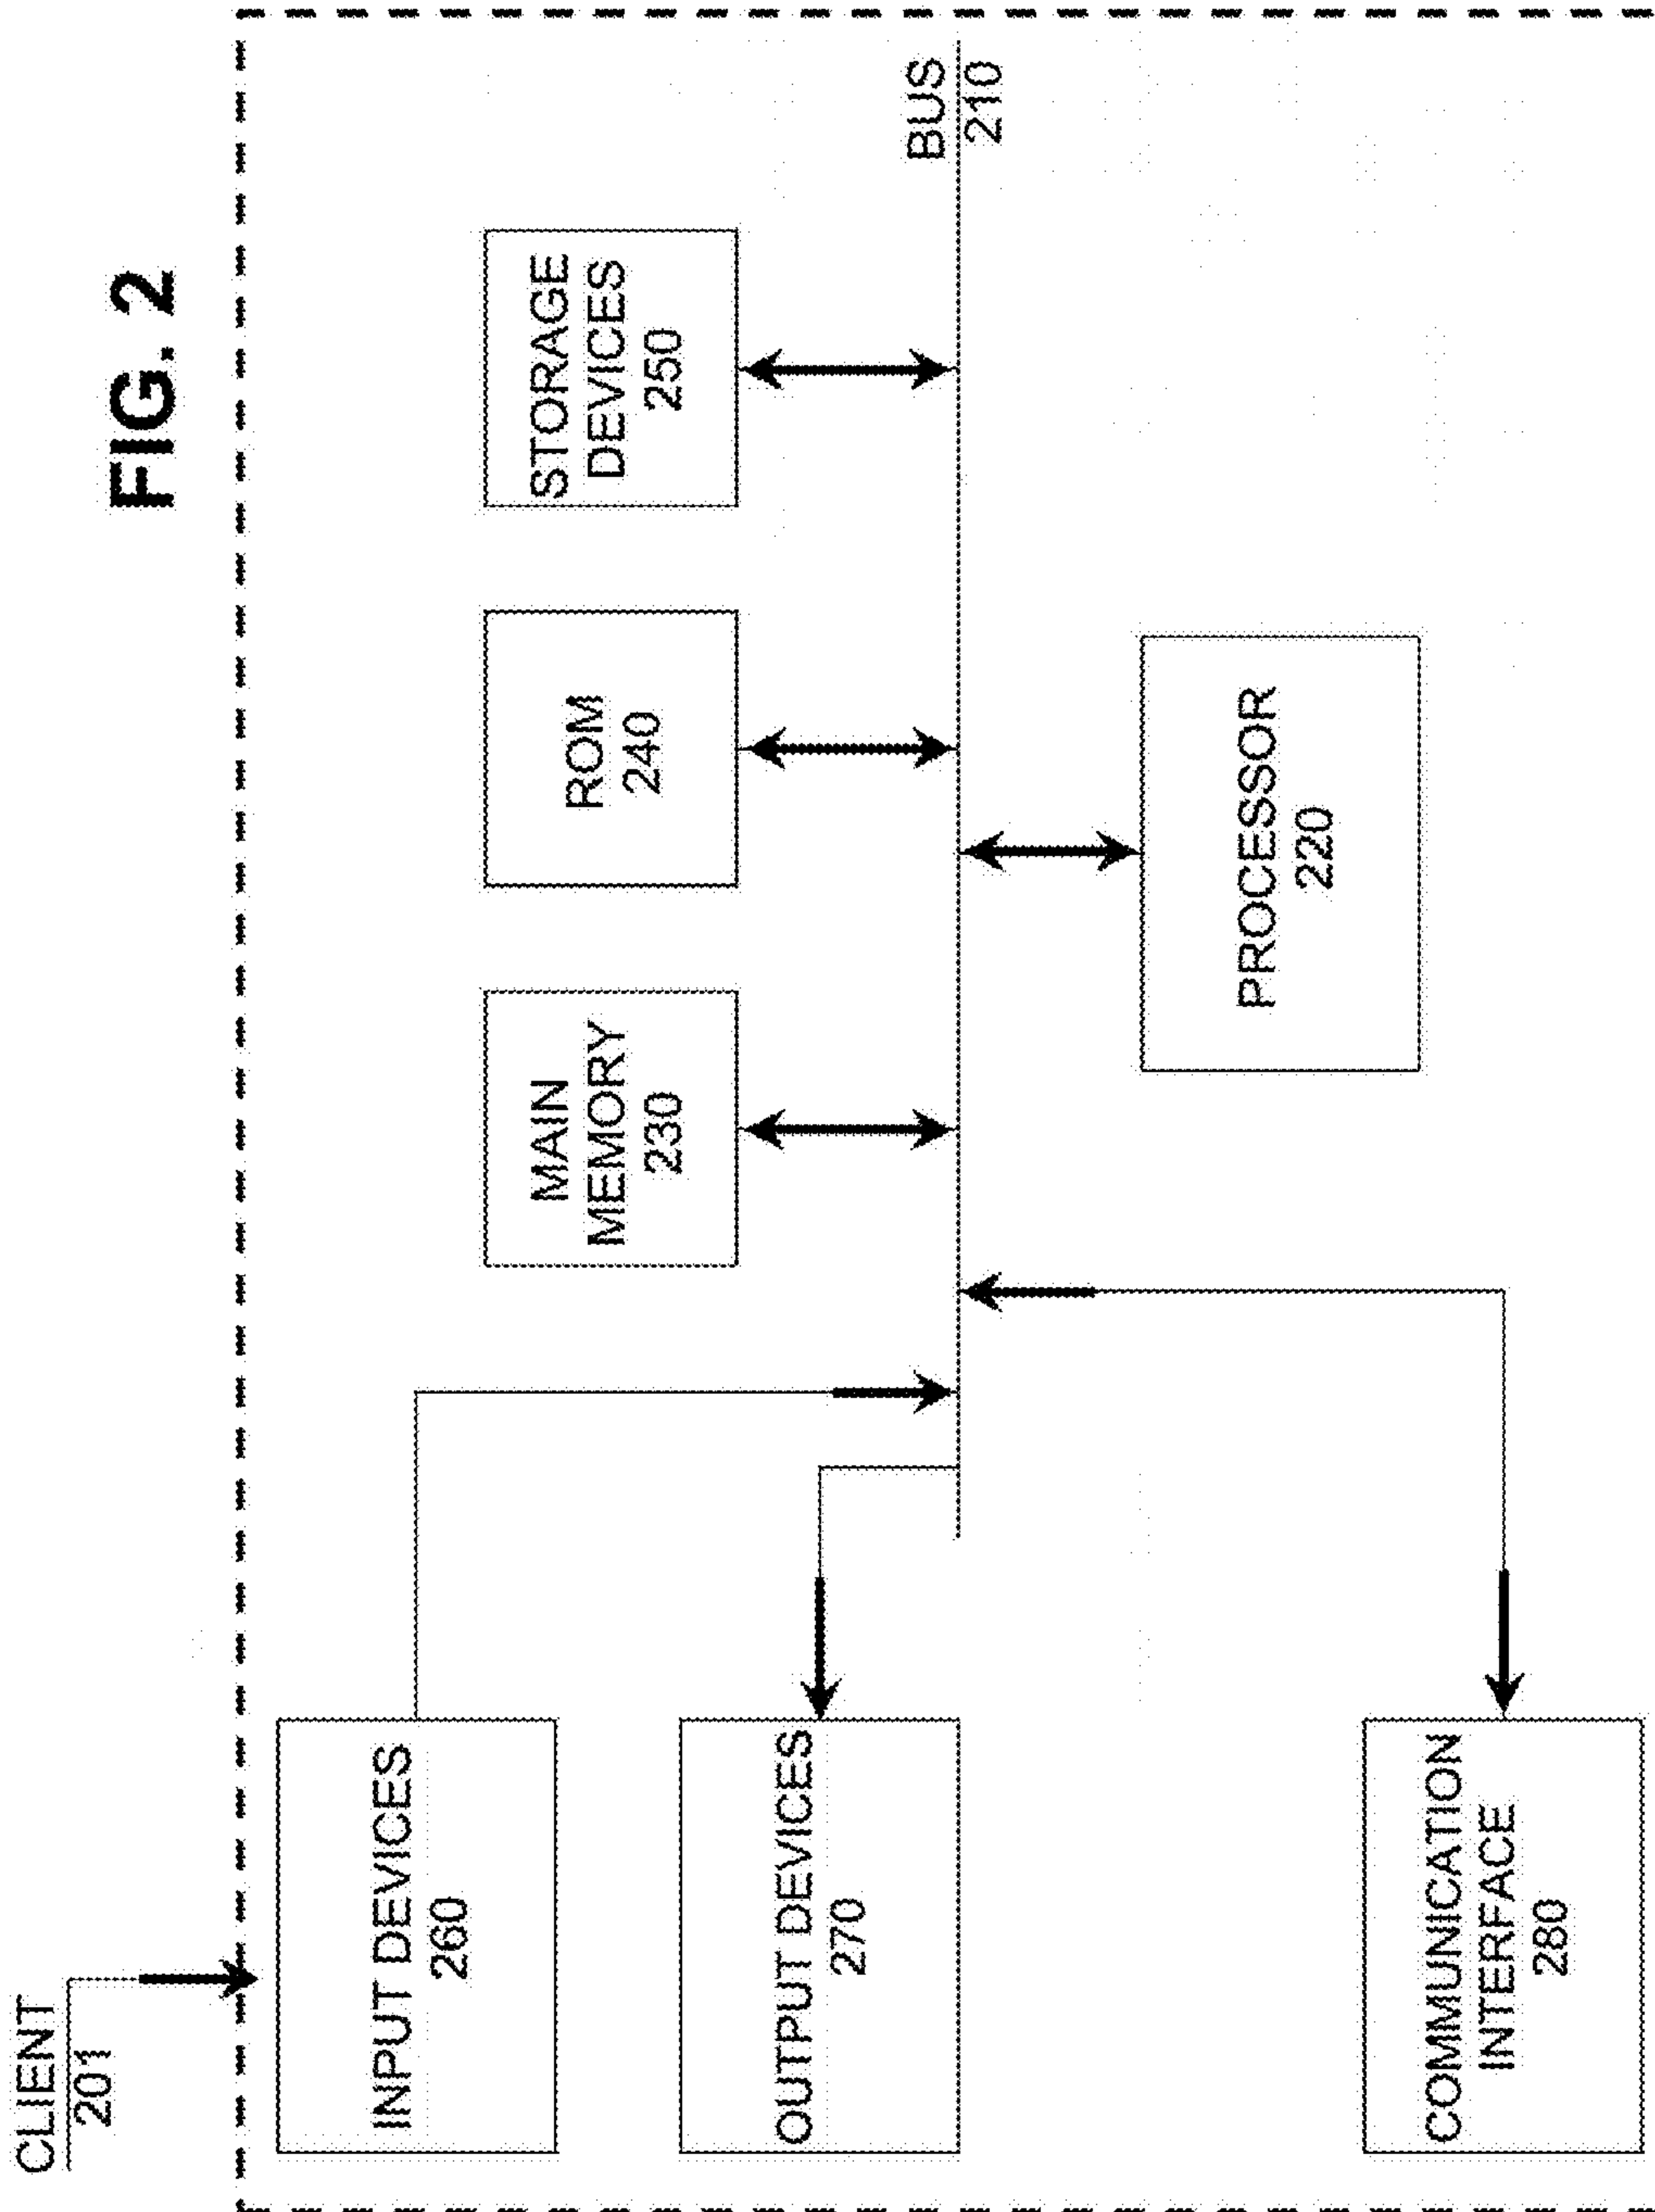 FIG. 2
CLIENT
201
INPUT DEVICES
260
OUTPUT DEVICES
270
COMMUNICATION
INTERFACE
280
MAIN
MEMORY
230
ROM
240
STORAGE
DEVICES
250
BUS
210
PROCESSOR
220